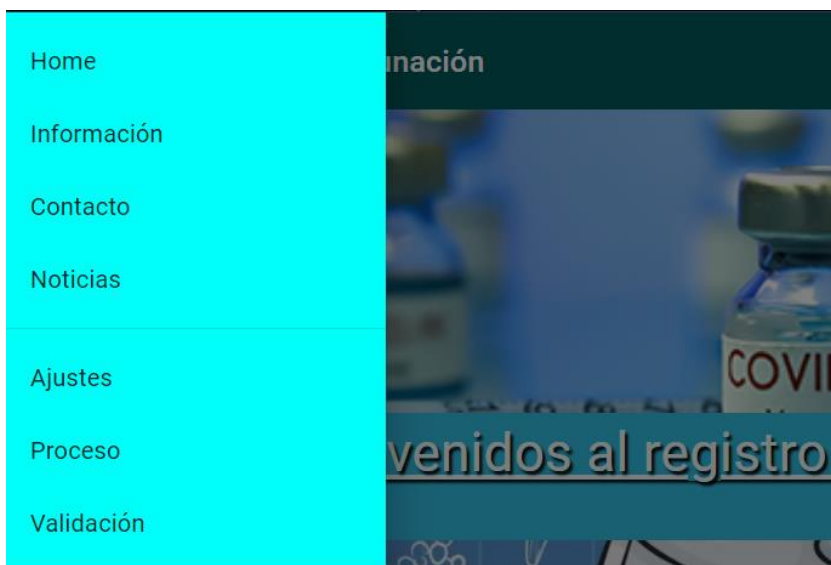 Home
Información
Contacto
Noticias
Ajustes
Proceso
Validación
nación
COVI
venidos al registro